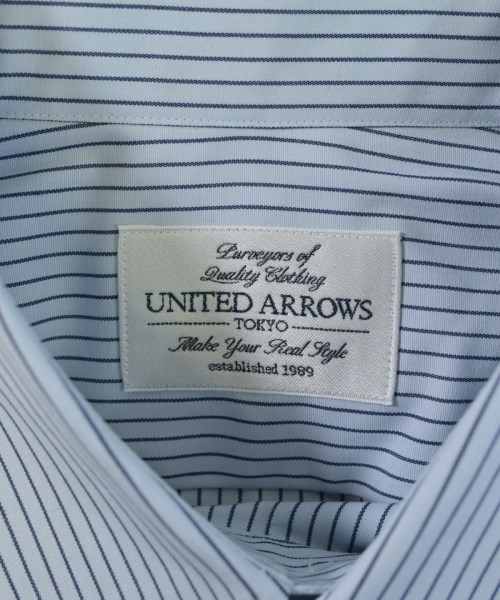 Purveyors of
Quality Clothing
UNITED ARROWS
TOKYO
Make Your Real Style
established 1989